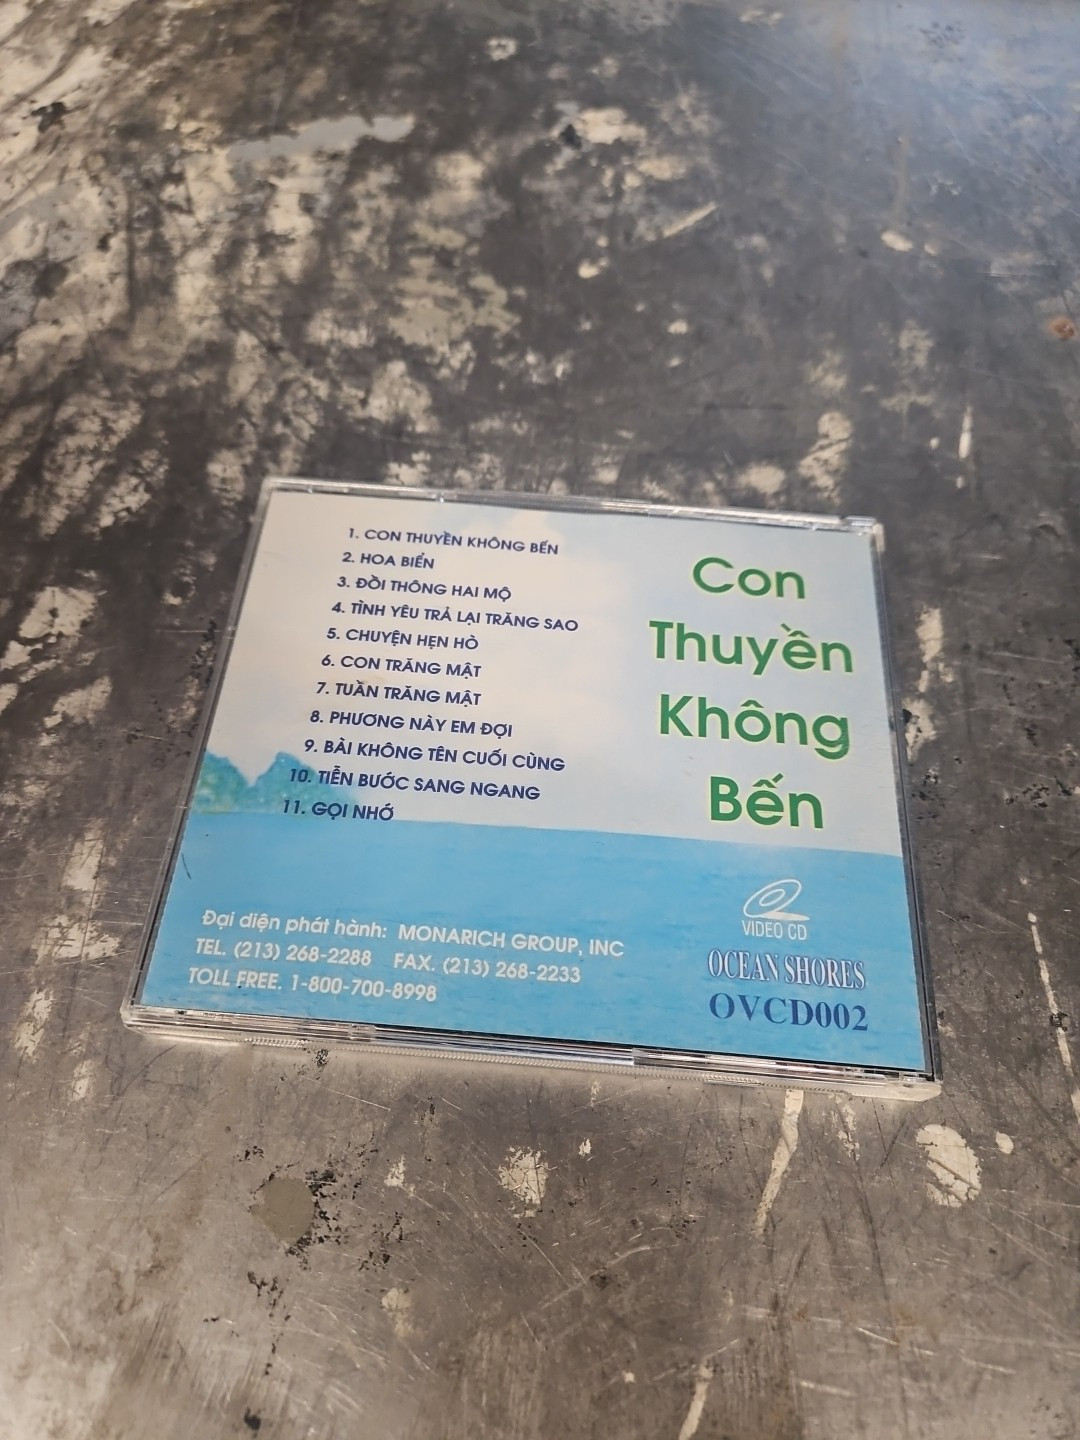 1. CON THUYỀN KHÔNG BẾN
2. HOA BIỂN
3. ĐỒI THÔNG HAI MỘ
4. TÌNH YÊU TRẢ LẠI TRĂNG SAO
5. CHUYỆN HẸN HÒ
6. CON TRĂNG MẬT
7. TUẦN TRĂNG MẬT
8. PHƯƠNG NÀY EM ĐỢI
9. BÀI KHÔNG TÊN CUỐI CÙNG
10. TIỄN BƯỚC SANG NGANG
11. GỌI NHỚ
Con
Thuyền
Không
Bến
Đại diện phát hành: MONARICH GROUP, INC
TEL. (213) 268-2288 FAX. (213) 268-2233
TOLL FREE. 1-800-700-8998
VIDEO CD
OCEAN SHORES
OVCD002